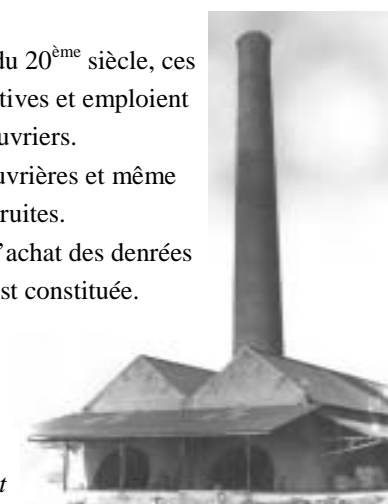 du 20ème siècle, ces
tives et emploient
uvriers.
uvrières et même
ruites.
'achat des denrées
st constituée.
t